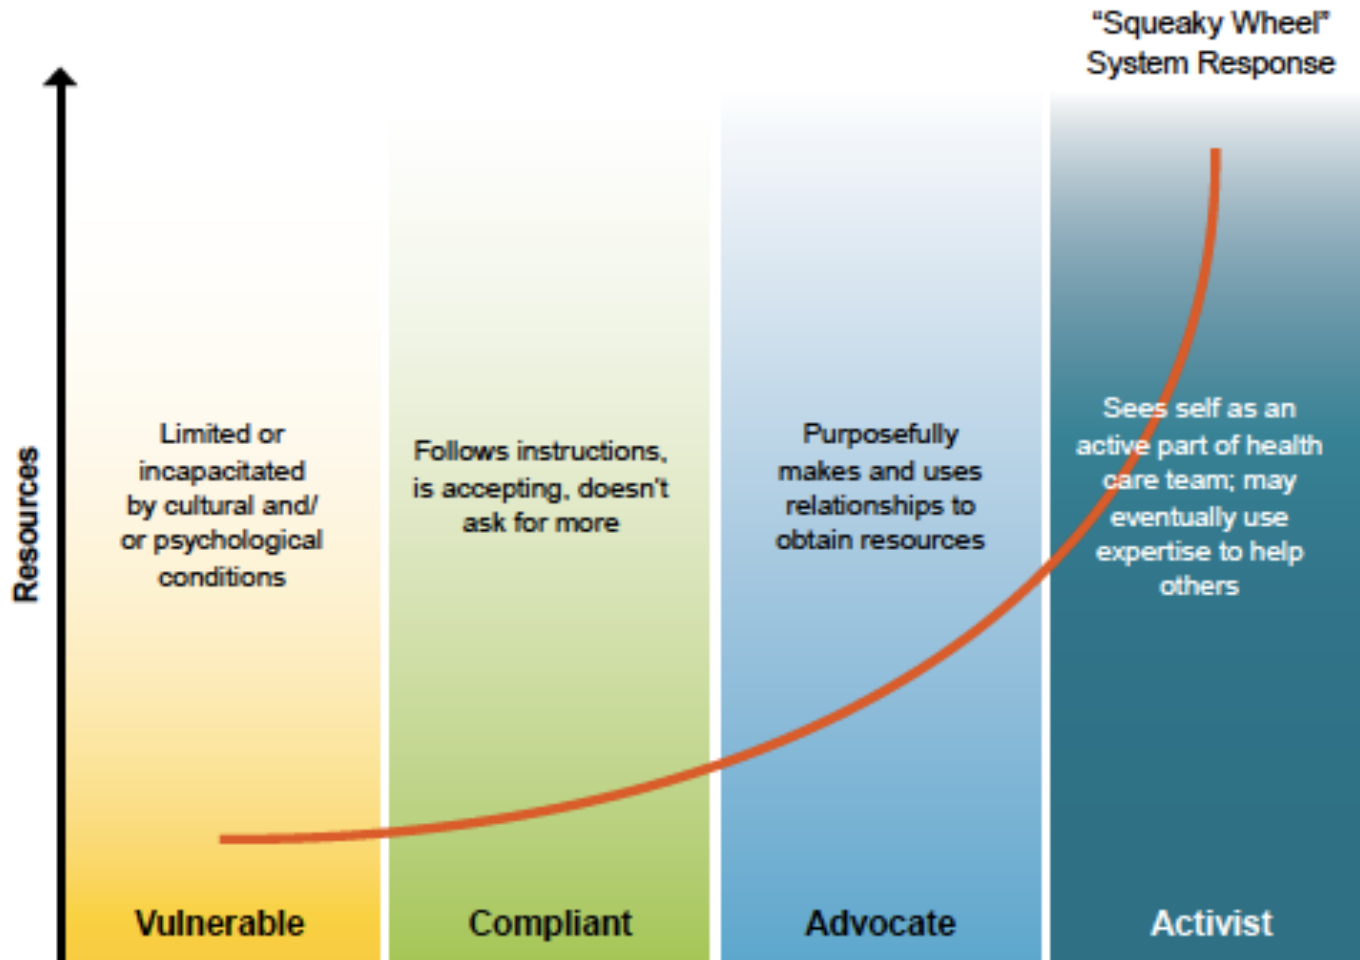 “Squeaky Wheel”
System Response
Resources
Limited or
incapacitated
by cultural and/
or psychological
conditions
Follows instructions,
is accepting, doesn’t
ask for more
Purposefully
makes and uses
relationships to
obtain resources
Sees self as an
active part of health
care team; may
eventually use
expertise to help
others
Vulnerable
Compliant
Advocate
Activist